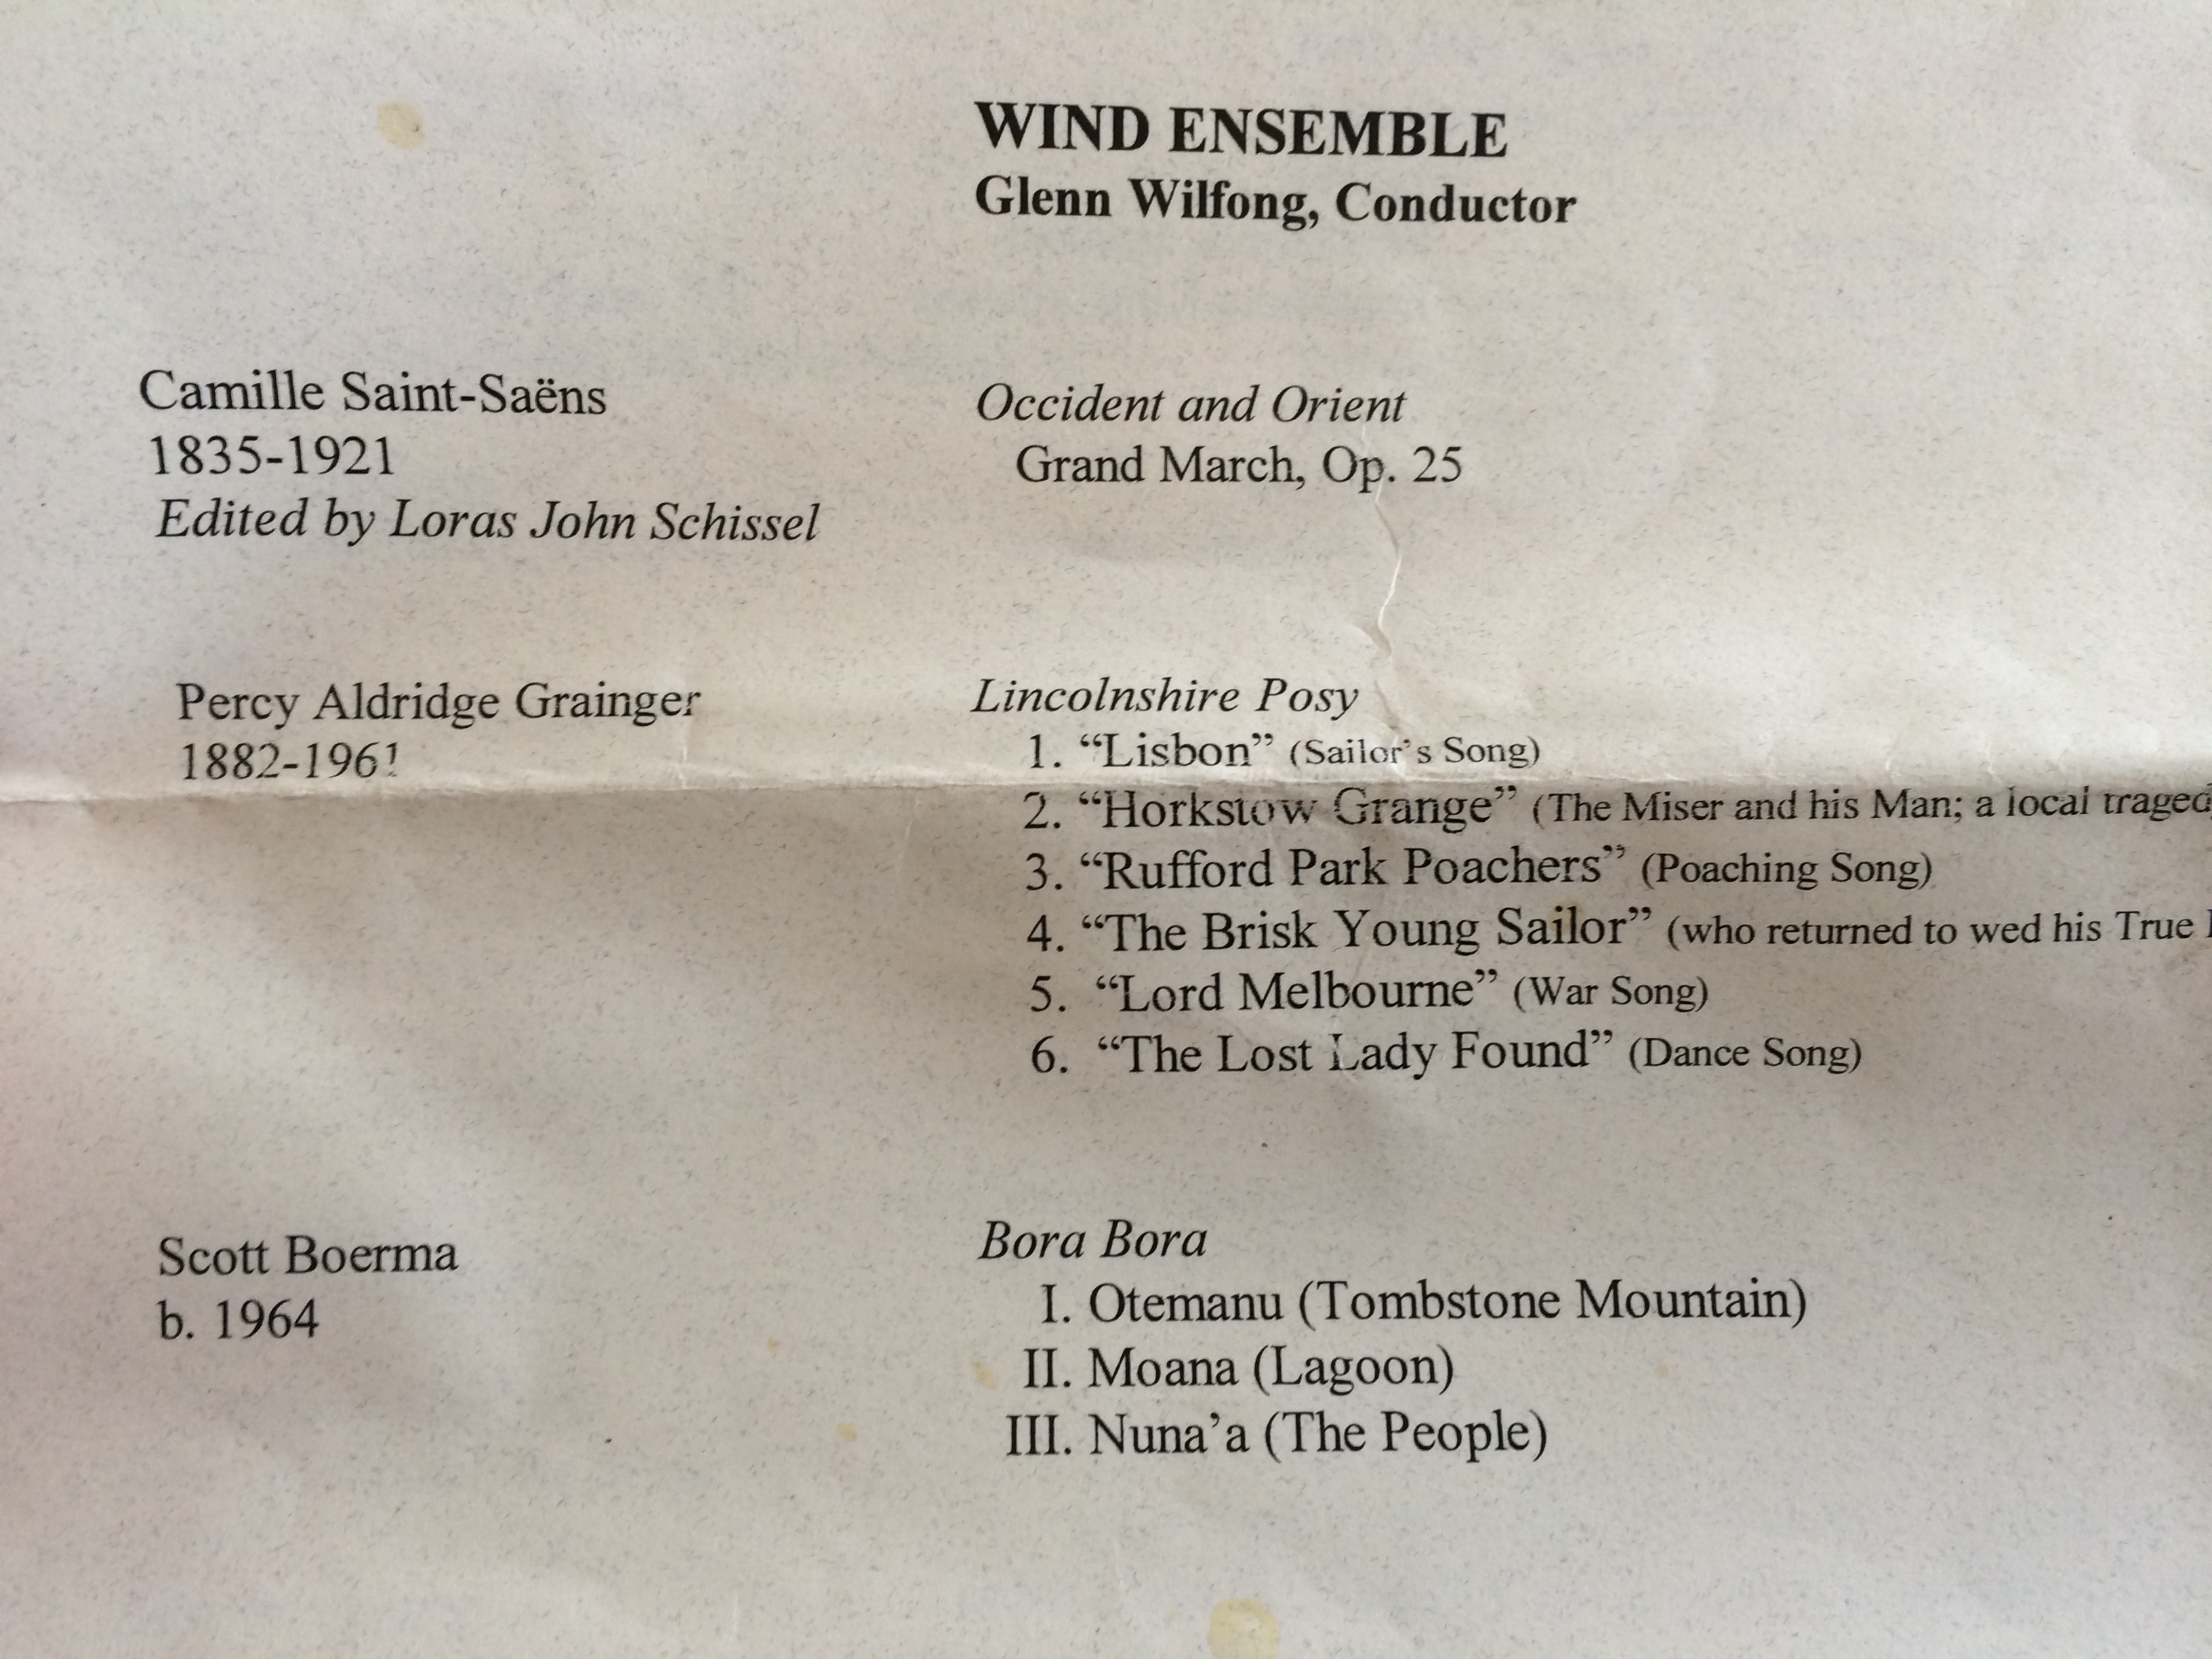 WIND ENSEMBLE
Glenn Wilfong, Conductor
Camille Saint-Saëns
1835-1921
Edited by Loras John Schissel
Occident and Orient
Grand March, Op. 25
Percy Aldridge Grainger
1882-1961
Lincolnshire Posy
1. “Lisbon” (Sailor’s Song)
2. “Horkstow Grange” (The Miser and his Man; a local
3. “Rufford Park Poachers” (Poaching Song)
4. “The Brisk Young Sailor” (who returned to wed his True
5. “Lord Melbourne” (War Song)
6. “The Lost Lady Found” (Dance Song)
Scott Boerma
b. 1964
Bora Bora
I. Otemanu (Tombstone Mountain)
II. Moana (Lagoon)
III. Nuna’a (The People)